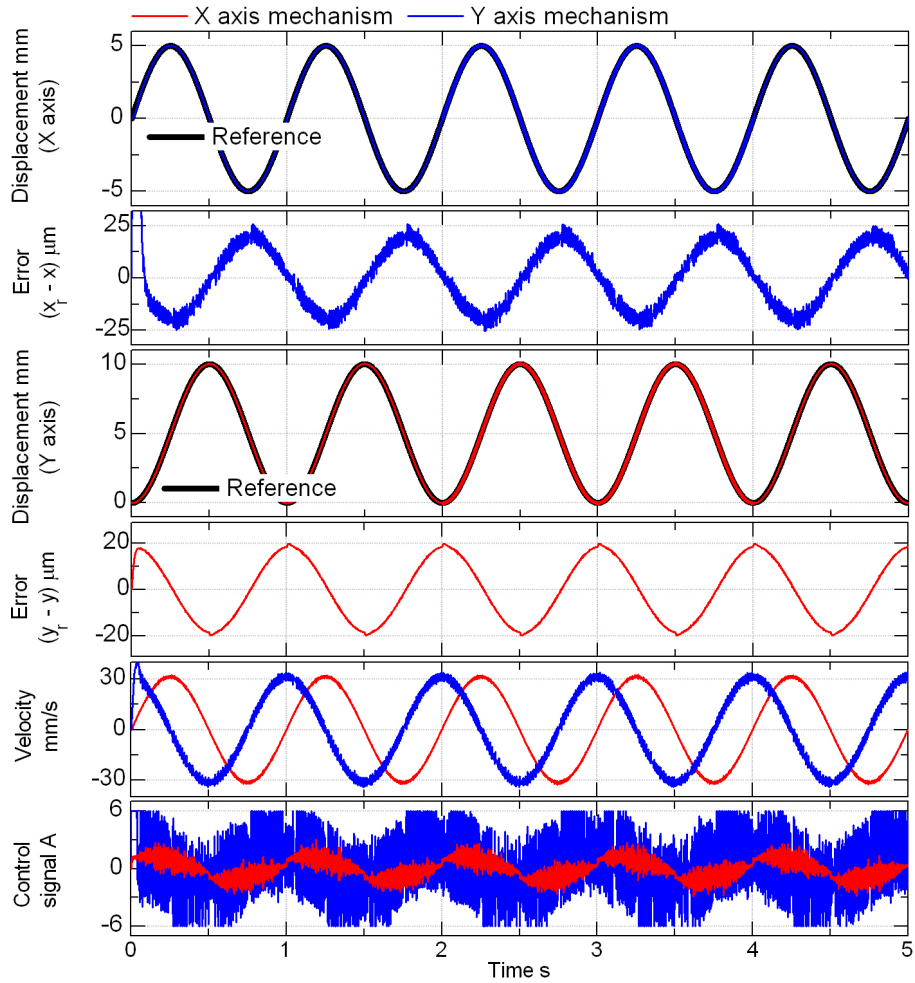 X axis mechanism Y axis mechanism
Displacement mm
(X axis)
5
0
-5
Reference
Error
(x_r - x) μm
25
0
-25
Displacement mm
(Y axis)
10
5
0
Reference
Error
(y_r - y) μm
20
0
-20
Velocity
mm/s
30
0
-30
Control
signal A
6
0
-6
0 1 2 3 4 5
Time s